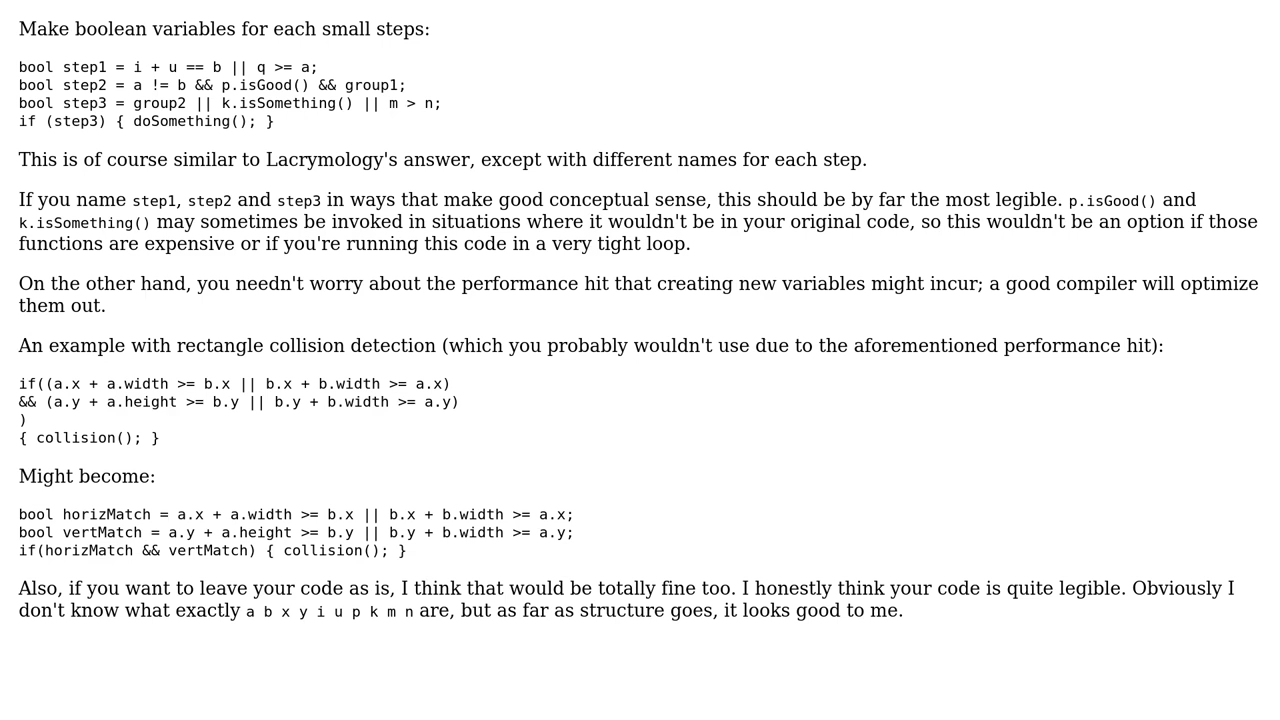 Make boolean variables for each small steps:
bool step1 = i + u == b || q >= a;
bool step2 = a != b && p.isGood() && group1;
bool step3 = group2 || k.isSomething() || m > n;
if (step3) { doSomething(); }
This is of course similar to Lacrymology's answer, except with different names for each step.
If you name step1, step2 and step3 in ways that make good conceptual sense, this should be by far the most legible. p.isGood() and
k.isSomething() may sometimes be invoked in situations where it wouldn't be in your original code, so this wouldn't be an option if those
functions are expensive or if you're running this code in a very tight loop.
On the other hand, you needn't worry about the performance hit that creating new variables might incur; a good compiler will optimize
them out.
An example with rectangle collision detection (which you probably wouldn't use due to the aforementioned performance hit):
if((a.x + a.width >= b.x || b.x + b.width >= a.x)
&& (a.y + a.height >= b.y || b.y + b.width >= a.y)
)
{ collision(); }
Might become:
bool horizMatch = a.x + a.width >= b.x || b.x + b.width >= a.x;
bool vertMatch = a.y + a.height >= b.y || b.y + b.width >= a.y;
if(horizMatch && vertMatch) { collision(); }
Also, if you want to leave your code as is, I think that would be totally fine too. I honestly think your code is quite legible. Obviously I
don't know what exactly a b x y i u p k m n are, but as far as structure goes, it looks good to me.